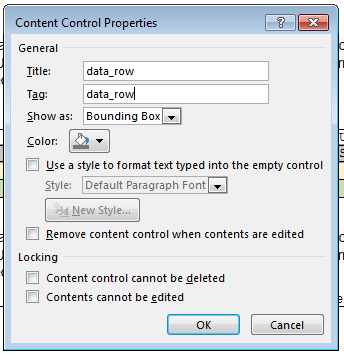 Content Control Properties
General
Title: data_row
Tag: data_row
Show as: Bounding Box
Color:
Use a style to format text typed into the empty control
Style: Default Paragraph Font
New Style...
Remove content control when contents are edited
Locking
Content control cannot be deleted
Contents cannot be edited
OK Cancel